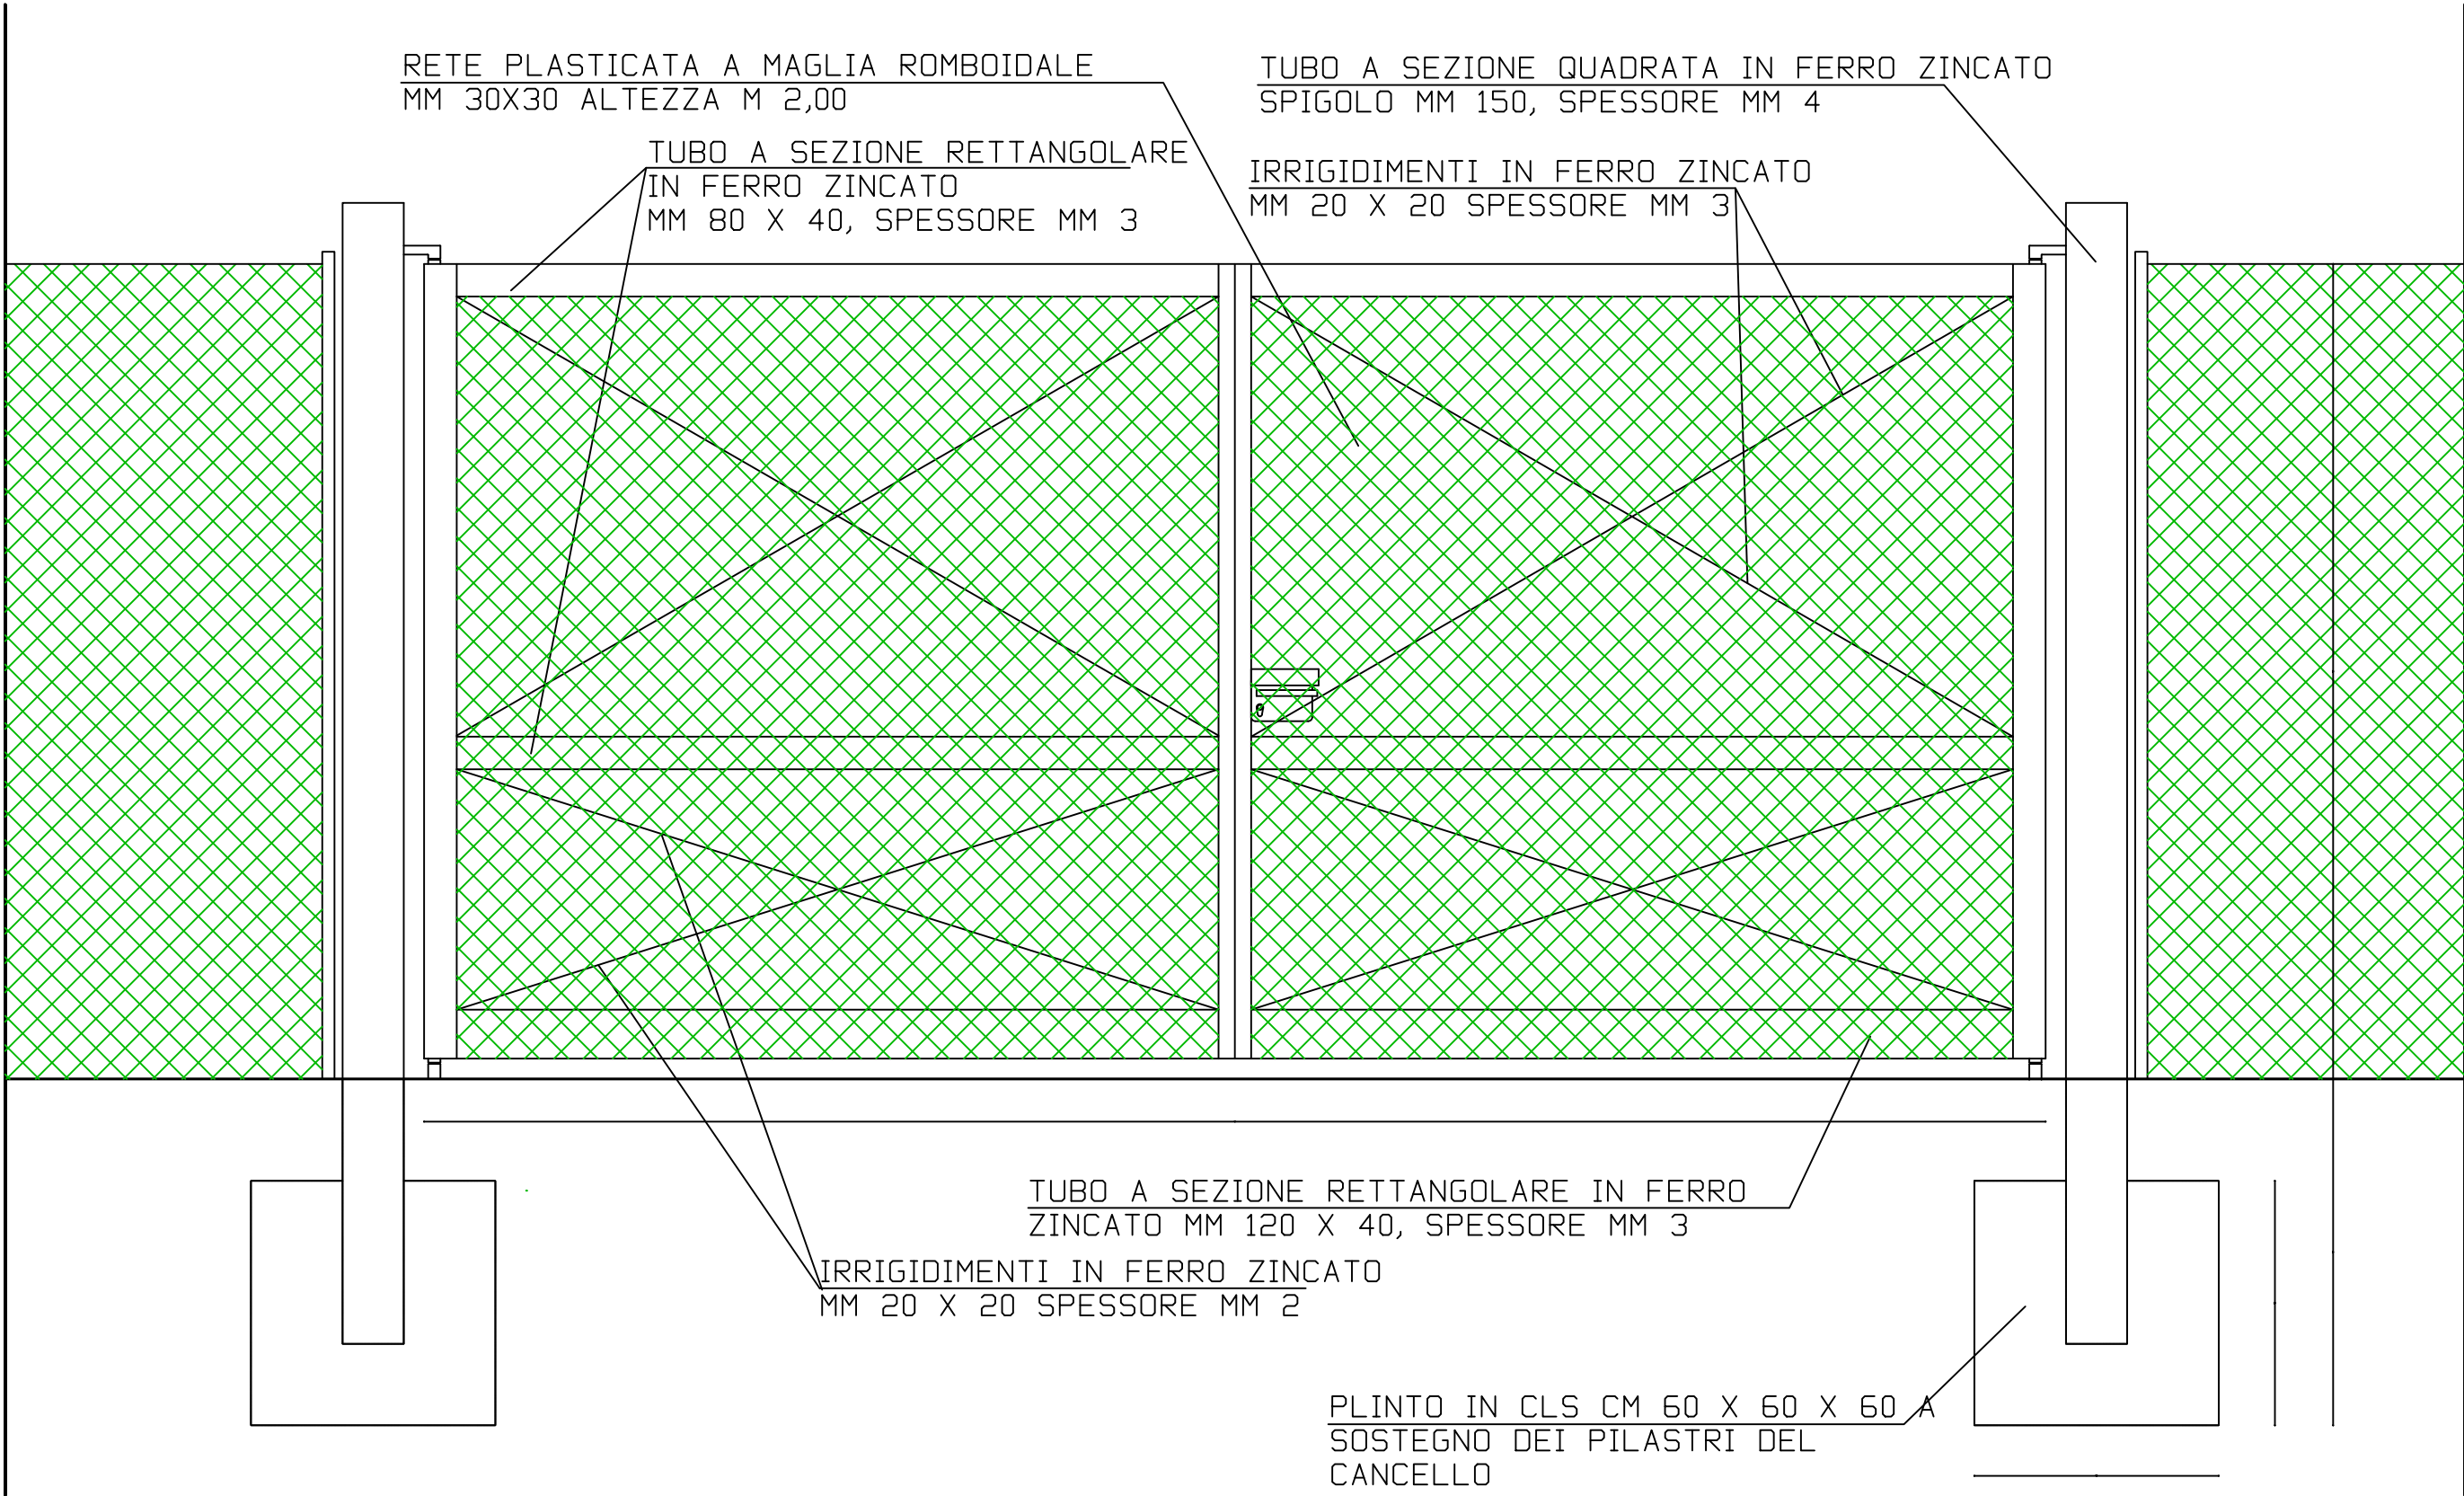 RETE PLASTICATA A MAGLIA ROMBOIDALE
MM 30X30 ALTEZZA M 2,00
TUBO A SEZIONE QUADRATA IN FERRO ZINCATO
SPIGOLO MM 150, SPESSORE MM 4
TUBO A SEZIONE RETTANGOLARE
IN FERRO ZINCATO
MM 80 X 40, SPESSORE MM 3
IRRIGIDIMENTI IN FERRO ZINCATO
MM 20 X 20 SPESSORE MM 3
TUBO A SEZIONE RETTANGOLARE IN FERRO
ZINCATO MM 120 X 40, SPESSORE MM 3
IRRIGIDIMENTI IN FERRO ZINCATO
MM 20 X 20 SPESSORE MM 2
PLINTO IN CLS CM 60 X 60 X 60 A
SOSTEGNO DEI PILASTRI DEL
CANCELLO